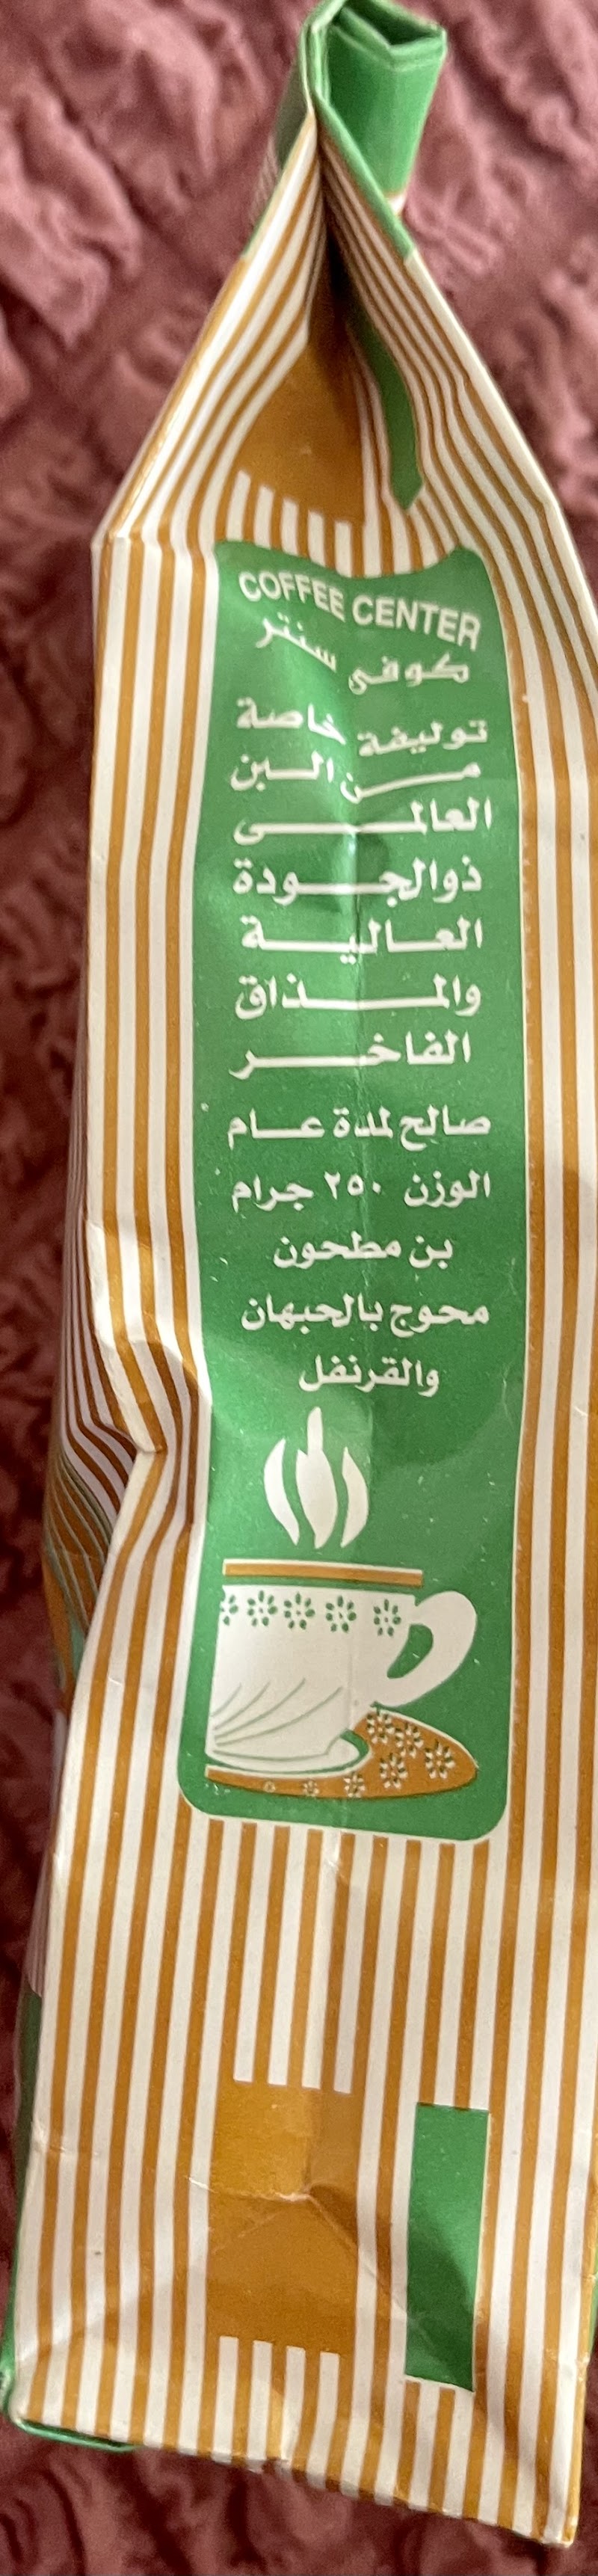 COFFEE CENTER
كوفى سنتر
توليفة خاصة
من البن
العالمى
ذوالجودة
العالية
والمذاق
الفاخر
صالح لمدة عام
الوزن ٢٥٠ جرام
بن مطحون
محوج بالحبهان
والقرنفل